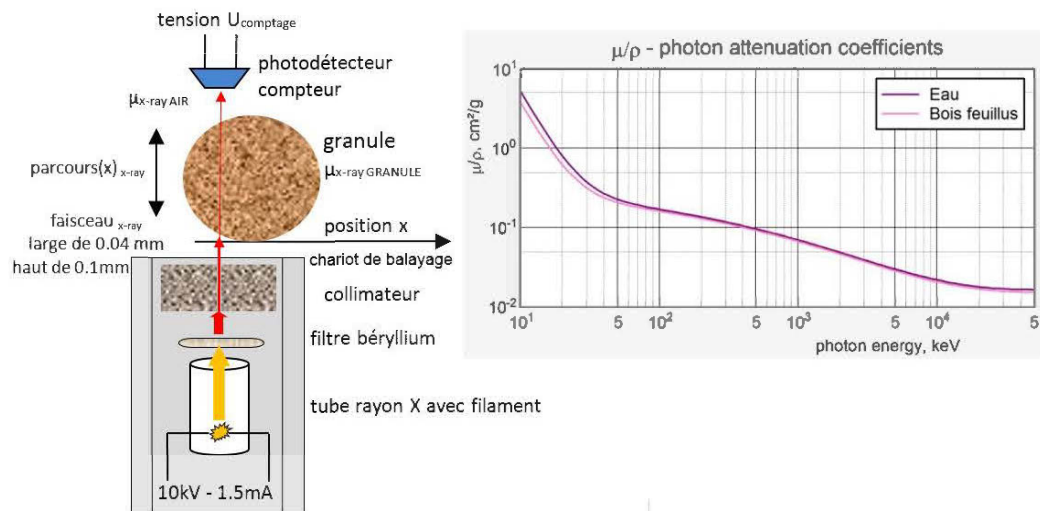 tension Ucomptage
photodétecteur
compteur
μx-ray AIR
granule
μx-ray GRANULE
parcours(x) x-ray
faisceau x-ray
large de 0.04 mm
haut de 0.1mm
position x
chariot de balayage
collimateur
filtre béryllium
tube rayon X avec filament
10kV - 1.5mA
μ/ρ - photon attenuation coefficients
Eau
Bois feuillus
μ/ρ, cm²/g
10¹
10⁰
10⁻¹
10⁻²
10¹ 5 10² 5 10³ 5 10⁴ 5
photon energy, keV